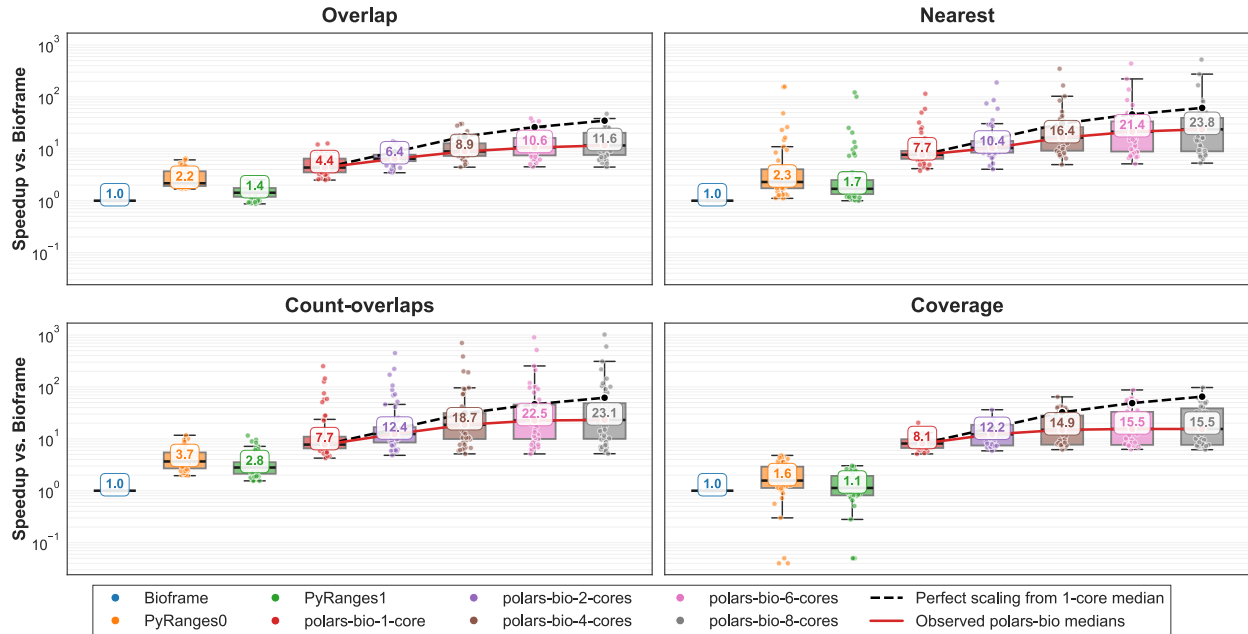 Overlap
Nearest
Speedup vs. Bioframe
10³
10²
10¹
10⁰
10⁻¹
1.0
2.2
1.4
4.4
6.4
8.9
10.6
11.6
1.0
2.3
1.7
7.7
10.4
16.4
21.4
23.8
Count-overlaps
Coverage
Speedup vs. Bioframe
10³
10²
10¹
10⁰
10⁻¹
1.0
3.7
2.8
7.7
12.4
18.7
22.5
23.1
1.0
1.6
1.1
8.1
12.2
14.9
15.5
15.5
Bioframe
PyRanges0
PyRanges1
polars-bio-1-core
polars-bio-2-cores
polars-bio-4-cores
polars-bio-6-cores
polars-bio-8-cores
Perfect scaling from 1-core median
Observed polars-bio medians